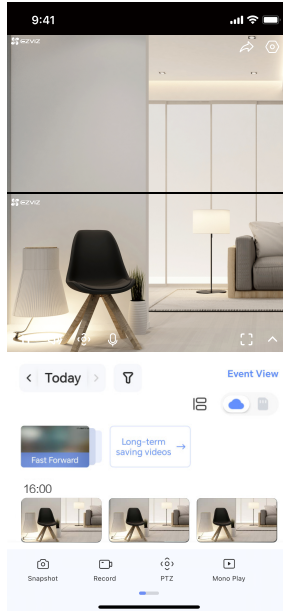 9:41
EZVIZ
EZVIZ
Today
Event View
Fast Forward
Long-term
saving videos
16:00
Snapshot
Record
PTZ
Mono Play